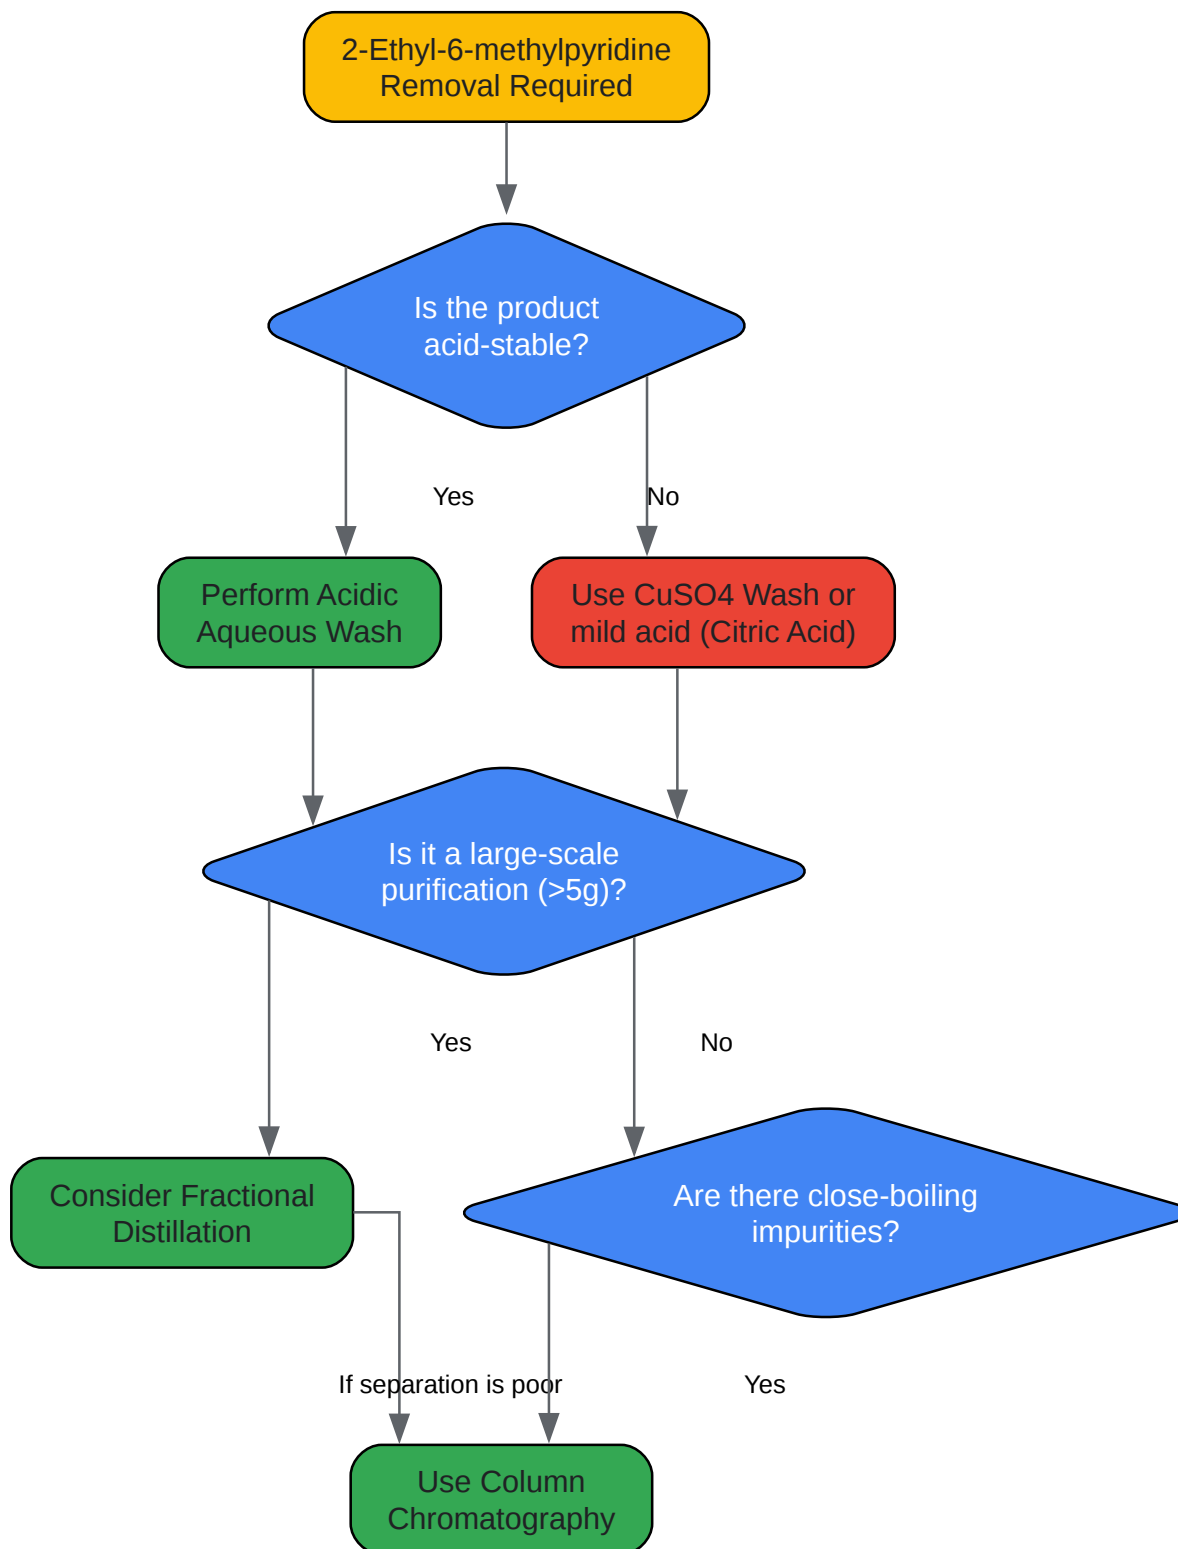 2-Ethyl-6-methylpyridine
Removal Required
Is the product
acid-stable?
Yes
No
Perform Acidic
Aqueous Wash
Use CuSO4 Wash or
mild acid (Citric Acid)
Is it a large-scale
purification (>5g)?
Yes
No
Consider Fractional
Distillation
Are there close-boiling
impurities?
If separation is poor
Yes
Use Column
Chromatography